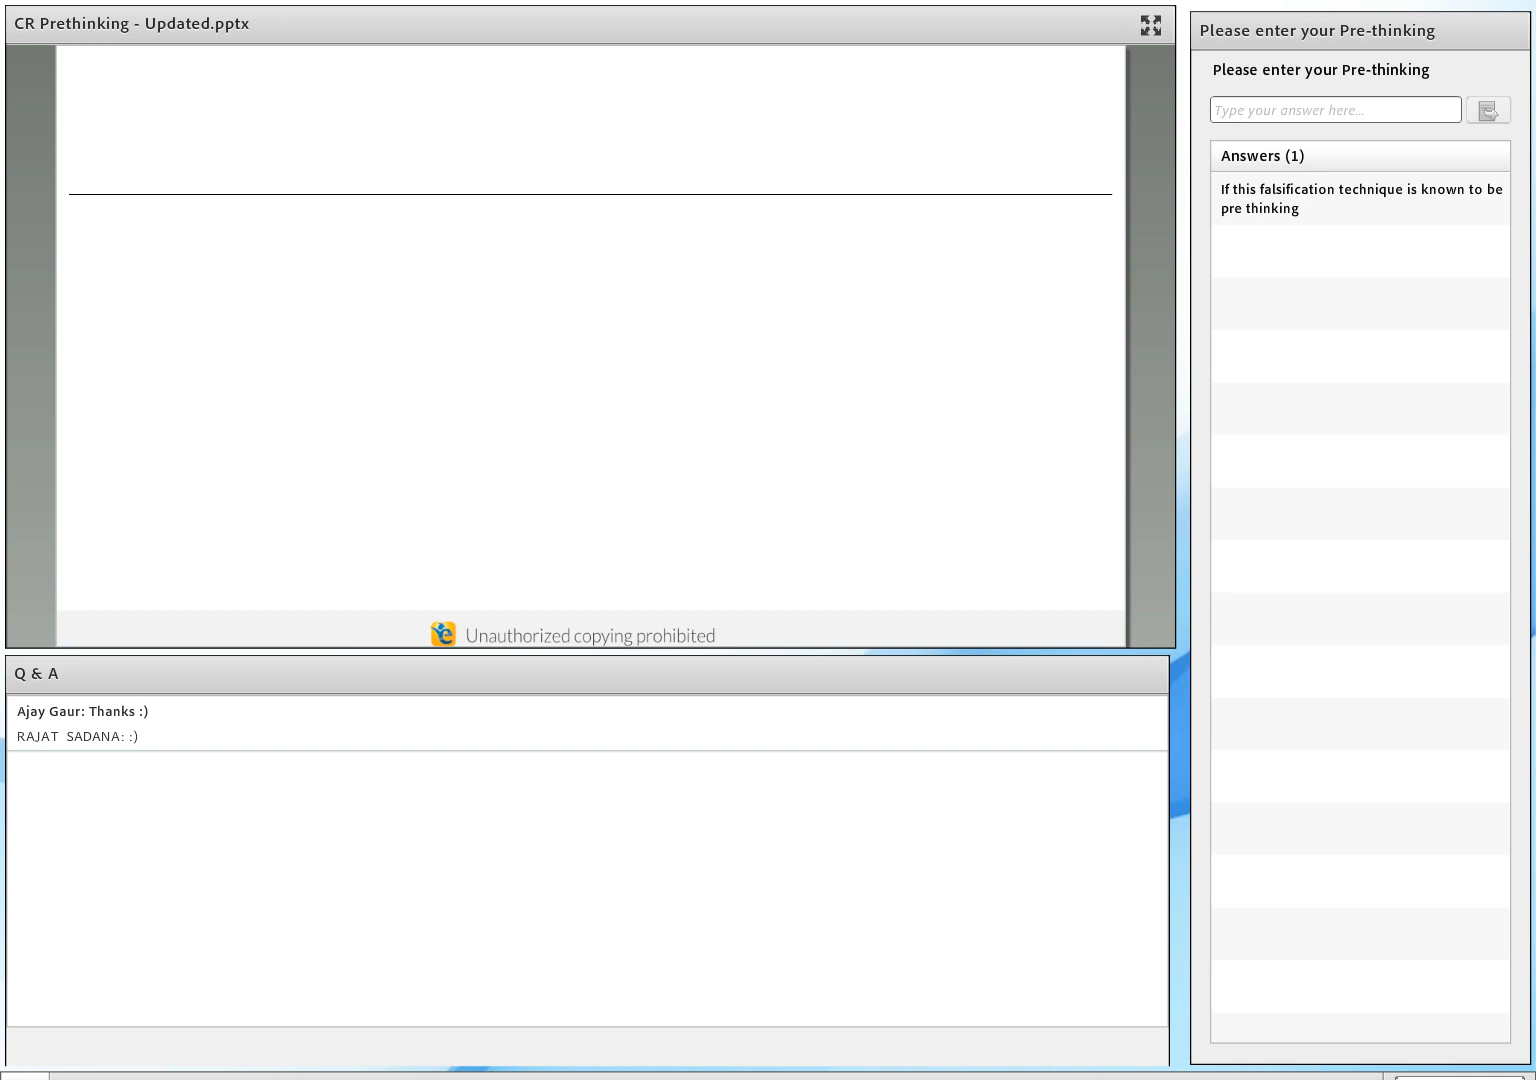 CR Prethinking - Updated.pptx
Unauthorized copying prohibited
Q & A
Ajay Gaur: Thanks :)
RAJAT SADANA: :)
Please enter your Pre-thinking
Please enter your Pre-thinking
Type your answer here...
Answers (1)
If this falsification technique is known to be
pre thinking